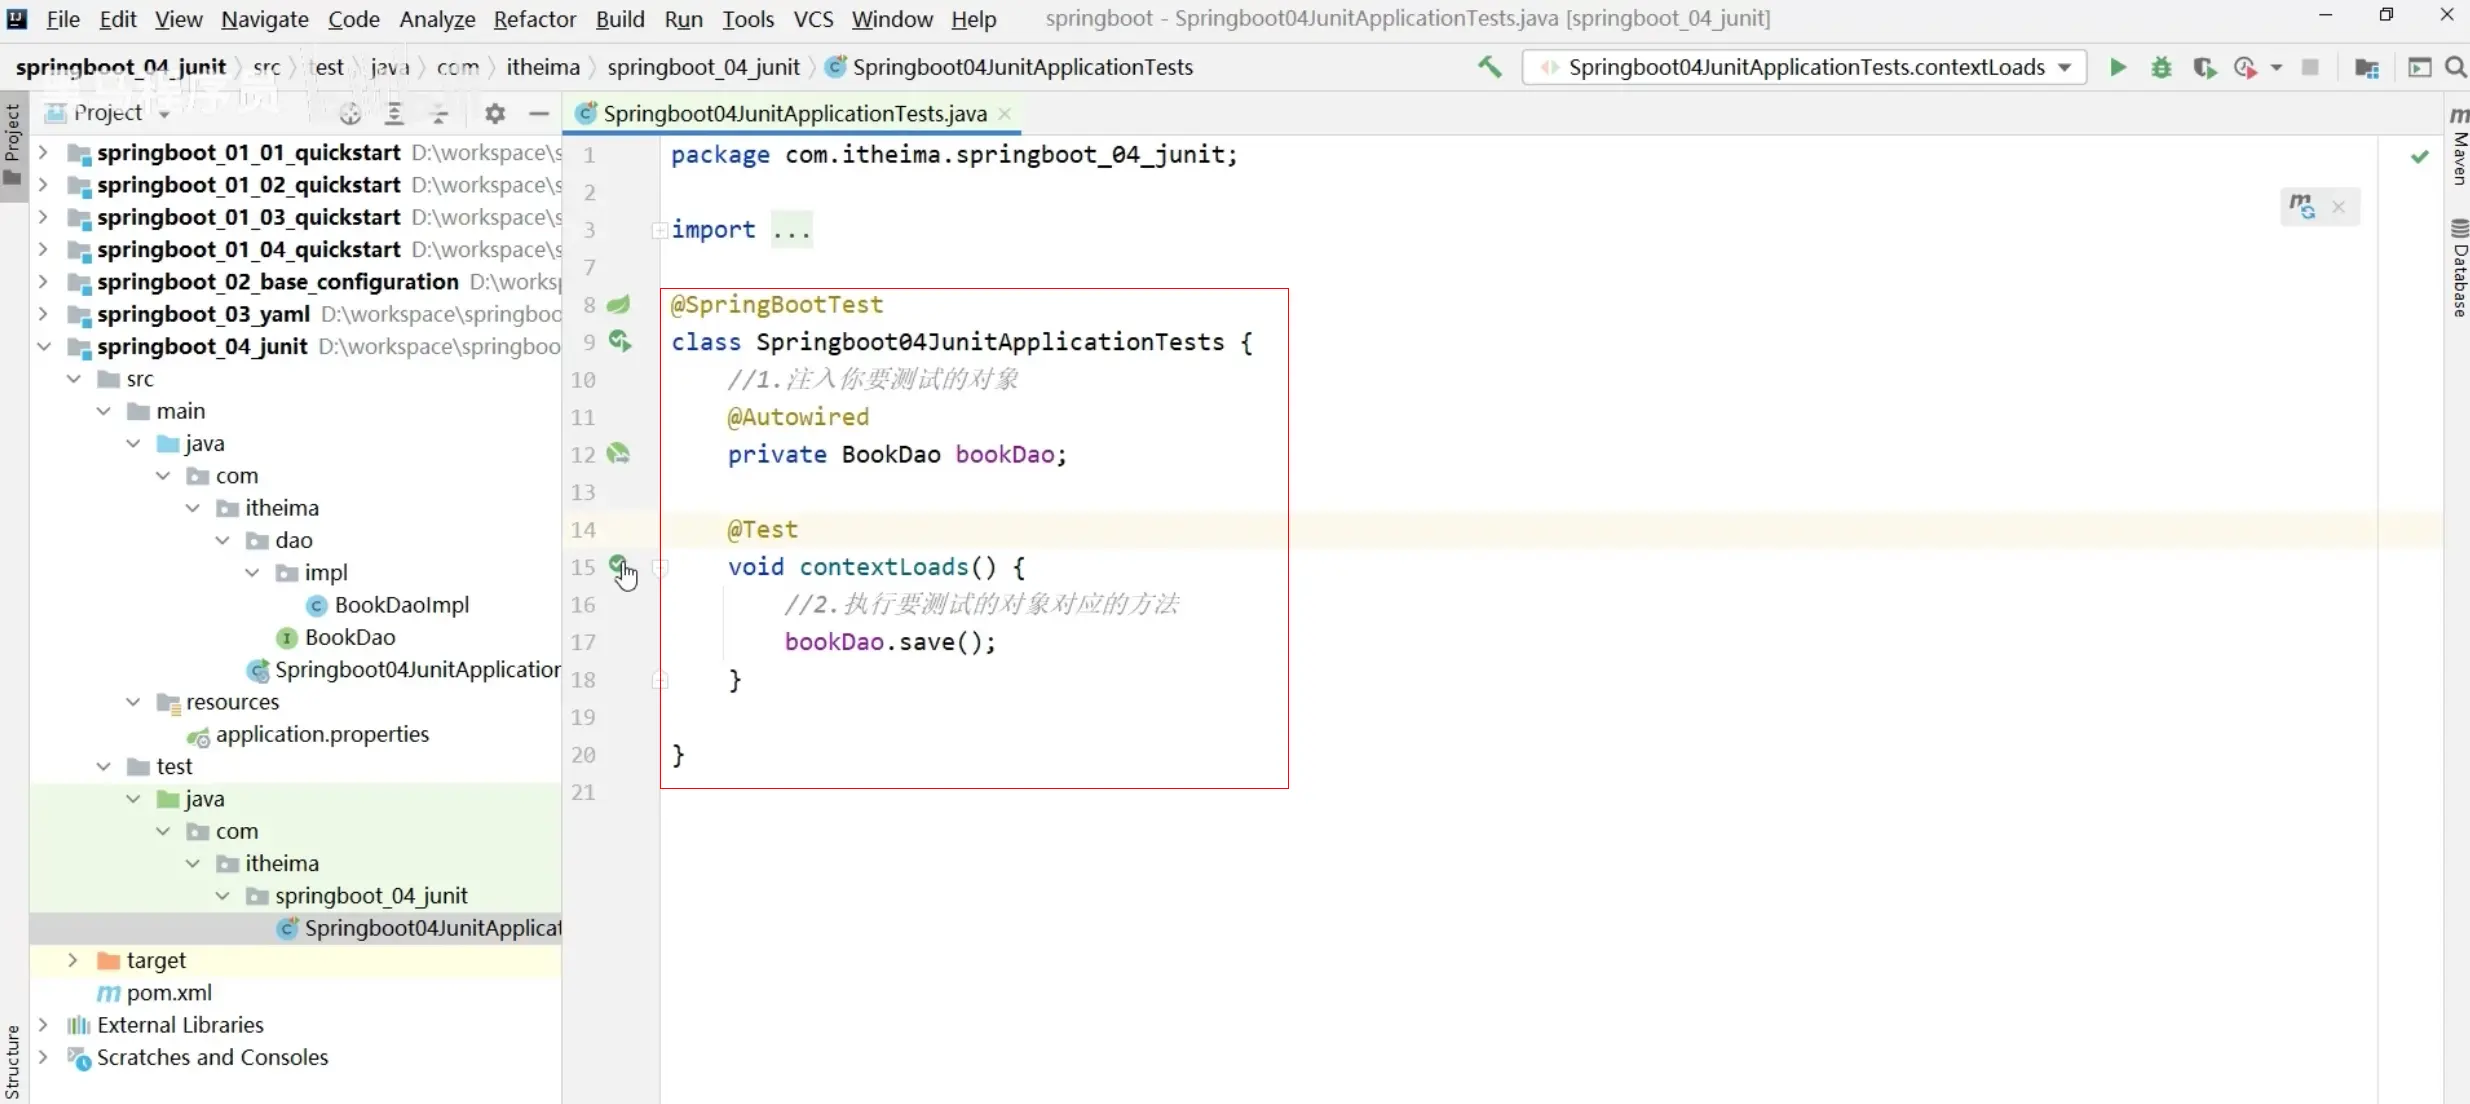 File Edit View Navigate Code Analyze Refactor Build Run Tools VCS Window Help springboot - Springboot04JunitApplicationTests.java [springboot_04_junit]
springboot_04_junit src test java com itheima springboot_04_junit Springboot04JunitApplicationTests Springboot04JunitApplicationTests.contextLoads
黑马程序员
Project
Project
Springboot04JunitApplicationTests.java
springboot_01_01_quickstart D:\workspace\s
springboot_01_02_quickstart D:\workspace\s
springboot_01_03_quickstart D:\workspace\s
springboot_01_04_quickstart D:\workspace\s
springboot_02_base_configuration D:\works
springboot_03_yaml D:\workspace\springboo
springboot_04_junit D:\workspace\springboo
src
main
java
com
itheima
dao
impl
BookDaoImpl
BookDao
Springboot04JunitApplication
resources
application.properties
test
java
com
itheima
springboot_04_junit
Springboot04JunitApplicat
target
pom.xml
External Libraries
Scratches and Consoles
Structure
1 package com.itheima.springboot_04_junit;
2
3 import ...
7
8 @SpringBootTest
9 class Springboot04JunitApplicationTests {
10 //1.注入你要测试的对象
11 @Autowired
12 private BookDao bookDao;
13
14 @Test
15 void contextLoads() {
16 //2.执行要测试的对象对应的方法
17 bookDao.save();
18 }
19
20 }
21
Maven
Database